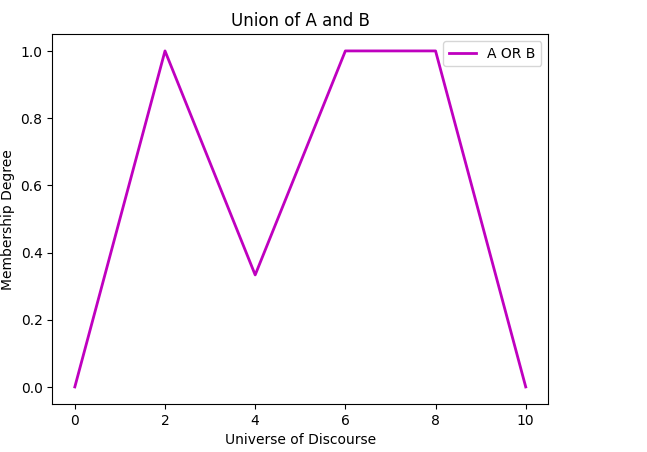 Union of A and B
A OR B
Membership Degree
1.0
0.8
0.6
0.4
0.2
0.0
0 2 4 6 8 10
Universe of Discourse